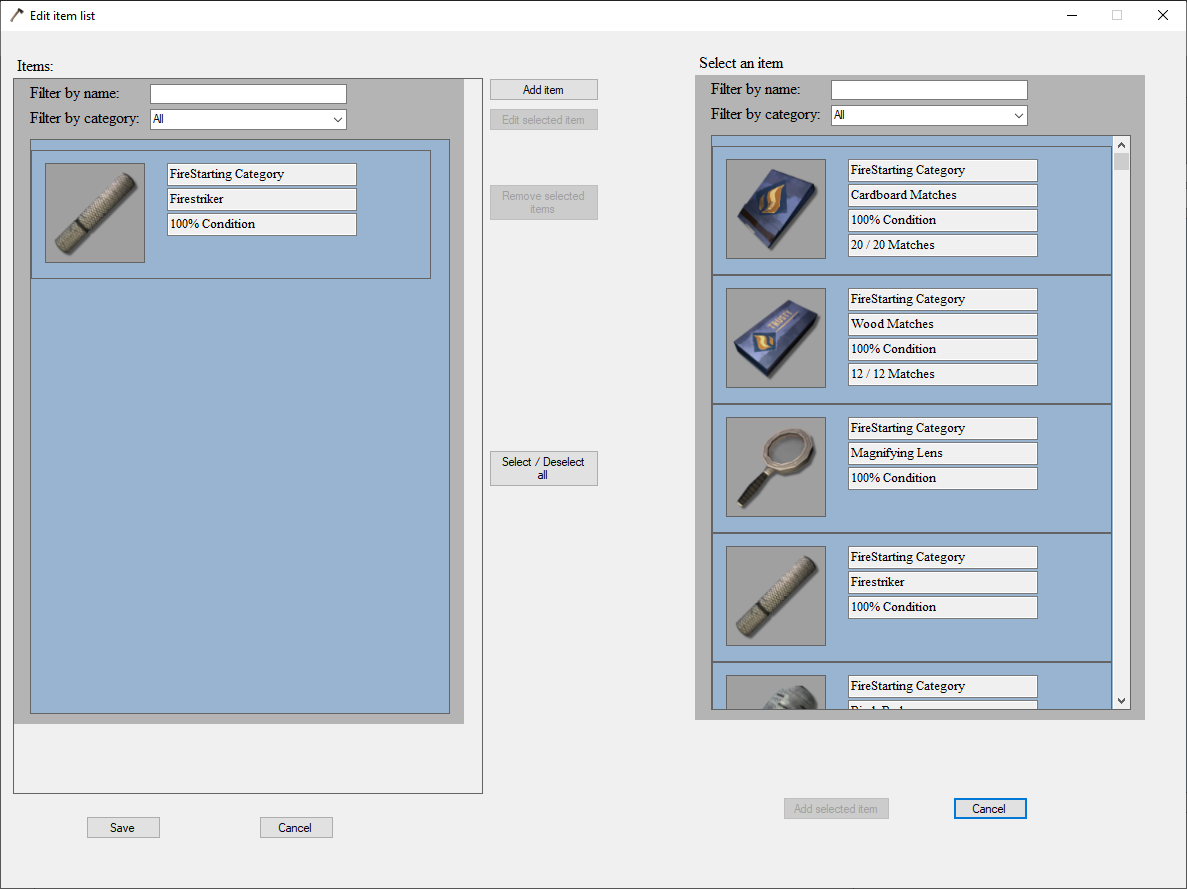 Edit item list
Items:
Filter by name:
Filter by category: All
FireStarting Category
Firestriker
100% Condition
Add item
Edit selected item
Remove selected
items
Select / Deselect
all
Save
Cancel
Select an item
Filter by name:
Filter by category: All
FireStarting Category
Cardboard Matches
100% Condition
20 / 20 Matches
TRUSTY
FireStarting Category
Wood Matches
100% Condition
12 / 12 Matches
FireStarting Category
Magnifying Lens
100% Condition
FireStarting Category
Firestriker
100% Condition
FireStarting Category
Add selected item
Cancel